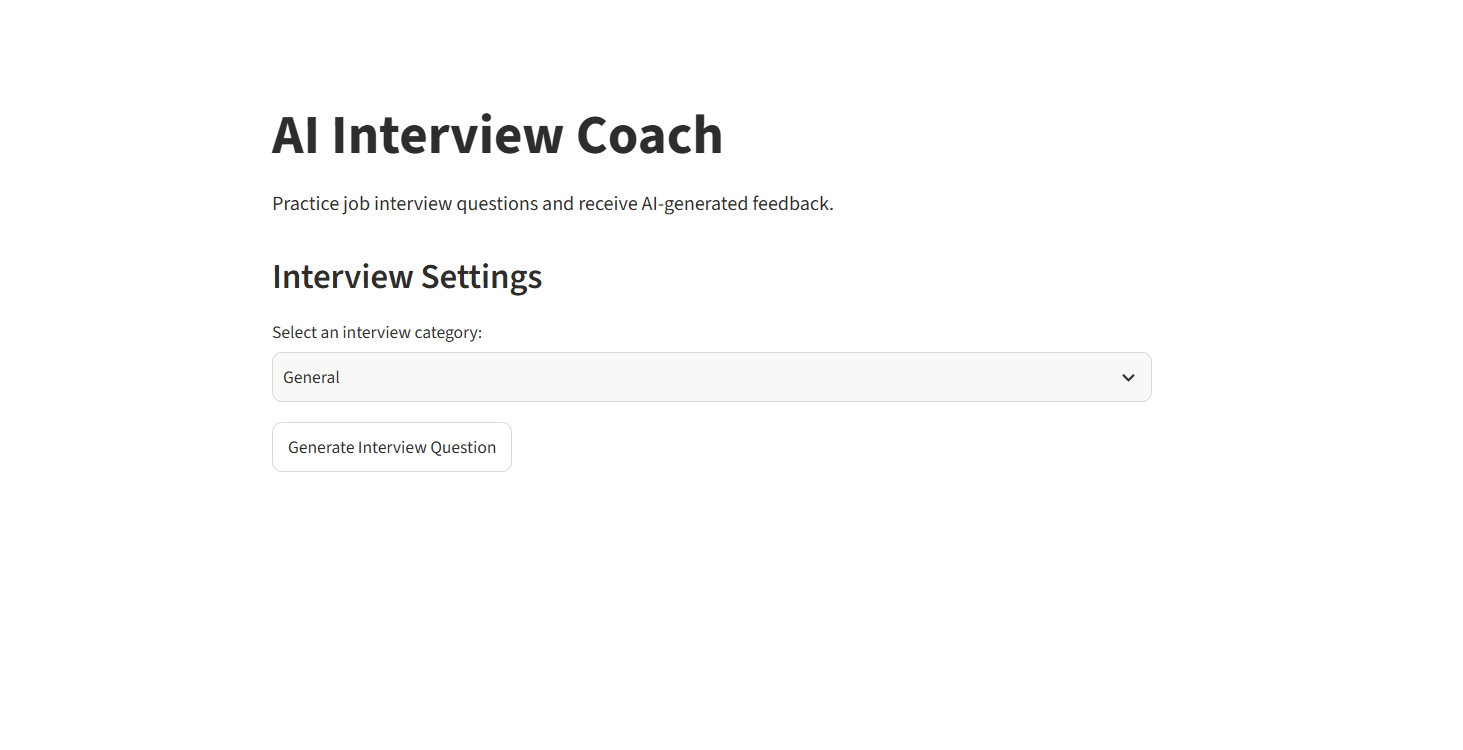 AI Interview Coach
Practice job interview questions and receive AI-generated feedback.
Interview Settings
Select an interview category:
General
Generate Interview Question